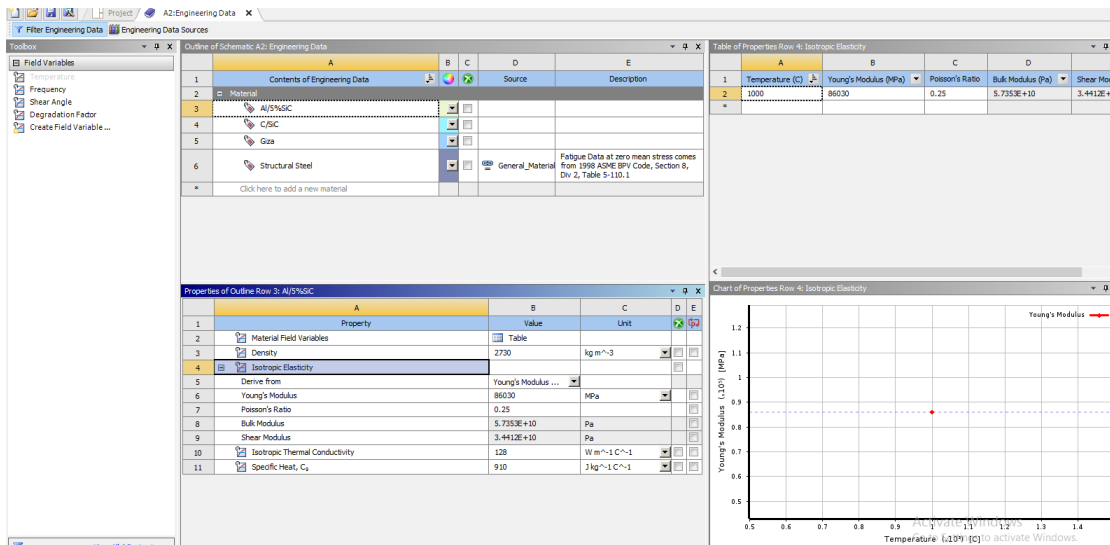 Project A2:Engineering Data
Filter Engineering Data Engineering Data Sources
Toolbox
Field Variables
Temperature
Frequency
Shear Angle
Degradation Factor
Create Field Variable ...
Outline of Schematic A2: Engineering Data
A B C D E
1 Contents of Engineering Data Source Description
2 Material
3 Al/5%SiC
4 C/SiC
5 Giza
6 Structural Steel General_Material Fatigue Data at zero mean stress comes
from 1998 ASME BPV Code, Section 8,
Div 2, Table 5-110.1
* Click here to add a new material
Table of Properties Row 4: Isotropic Elasticity
A B C D
1 Temperature (C) Young's Modulus (MPa) Poisson's Ratio Bulk Modulus (Pa) Shear Mo
2 1000 86030 0.25 5.7353E+10 3.4412E+
*
Properties of Outline Row 3: Al/5%SiC
A B C D E
1 Property Value Unit
2 Material Field Variables Table
3 Density 2730 kg m^-3
4 Isotropic Elasticity
5 Derive from Young's Modulus ...
6 Young's Modulus 86030 MPa
7 Poisson's Ratio 0.25
8 Bulk Modulus 5.7353E+10 Pa
9 Shear Modulus 3.4412E+10 Pa
10 Isotropic Thermal Conductivity 128 W m^-1 C^-1
11 Specific Heat, Cₚ 910 J kg^-1 C^-1
Chart of Properties Row 4: Isotropic Elasticity
Young's Modulus
Young's Modulus (.10⁵) [MPa]
1.2
1.1
1
0.9
0.8
0.7
0.6
0.5
0.5 0.6 0.7 0.8 0.9 1 1.1 1.2 1.3 1.4
Temperature (.10³) [C]
Activate Windows
to activate Windows.